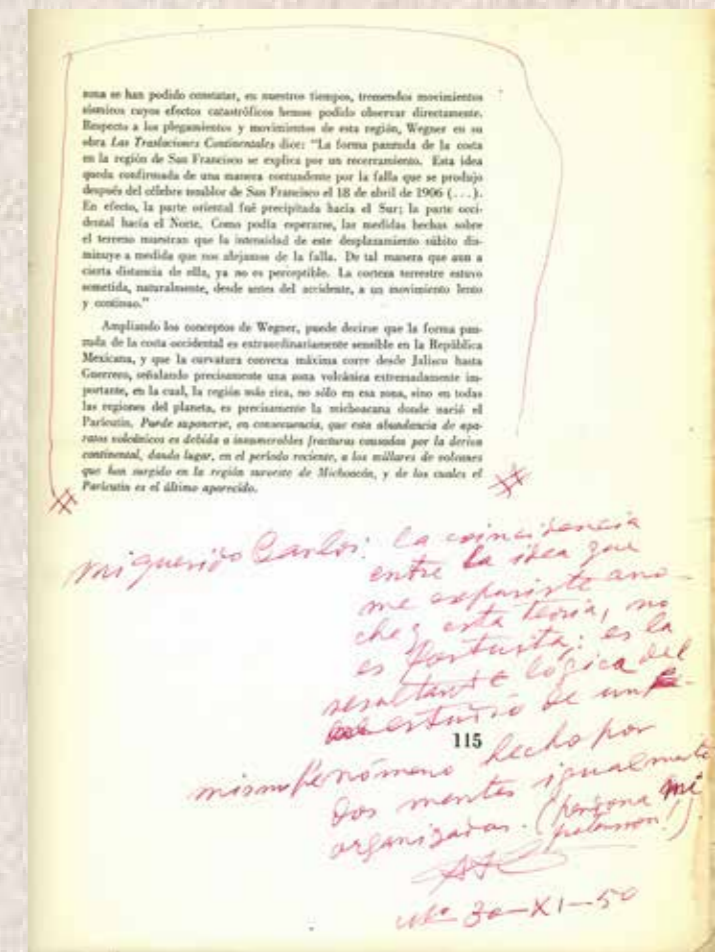 zona se han podido constatar, en nuestros tiempos, tremendos movimientos
sísmicos cuyos efectos catastróficos hemos podido observar directamente.
Respecto a los plegamientos y movimientos de esta región, Wegner en su
obra Las Traslaciones Continentales dice: "La forma panzuda de la costa
en la región de San Francisco se explica por un recerramiento. Esta idea
queda confirmada de una manera contundente por la falla que se produjo
después del célebre temblor de San Francisco el 18 de abril de 1906 (...).
En efecto, la parte oriental fué precipitada hacia el Sur; la parte occi-
dental hacia el Norte. Como podía esperarse, las medidas hechas sobre
el terreno muestran que la intensidad de este desplazamiento súbito dis-
minuye a medida que nos alejamos de la falla. De tal manera que aun a
cierta distancia de ella, ya no es perceptible. La corteza terrestre estuvo
sometida, naturalmente, desde antes del accidente, a un movimiento lento
y continuo."
Ampliando los conceptos de Wegner, puede decirse que la forma pan-
zuda de la costa occidental es extraordinariamente sensible en la República
Mexicana, y que la curvatura convexa máxima corre desde Jalisco hasta
Guerrero, señalando precisamente una zona volcánica extremadamente im-
portante, en la cual, la región más rica, no sólo en esa zona, sino en todas
las regiones del planeta, es precisamente la michoacana donde nació el
Paricutín. Puede suponerse, en consecuencia, que esta abundancia de apa-
ratos volcánicos es debida a innumerables fracturas causadas por la deriva
continental, dando lugar, en el período reciente, a los millares de volcanes
que han surgido en la región suroeste de Michoacán, y de los cuales el
Paricutín es el último aparecido.
mi querido Carlos: la coincidencia
entre la idea que
me expusiste ano-
che y esta teoría, no
es fortuita: es la
resultante lógica del
estudio de un
115
mismo fenómeno hecho por
dos mentes igualmente
organizadas. (perdona mi
30-XI-50